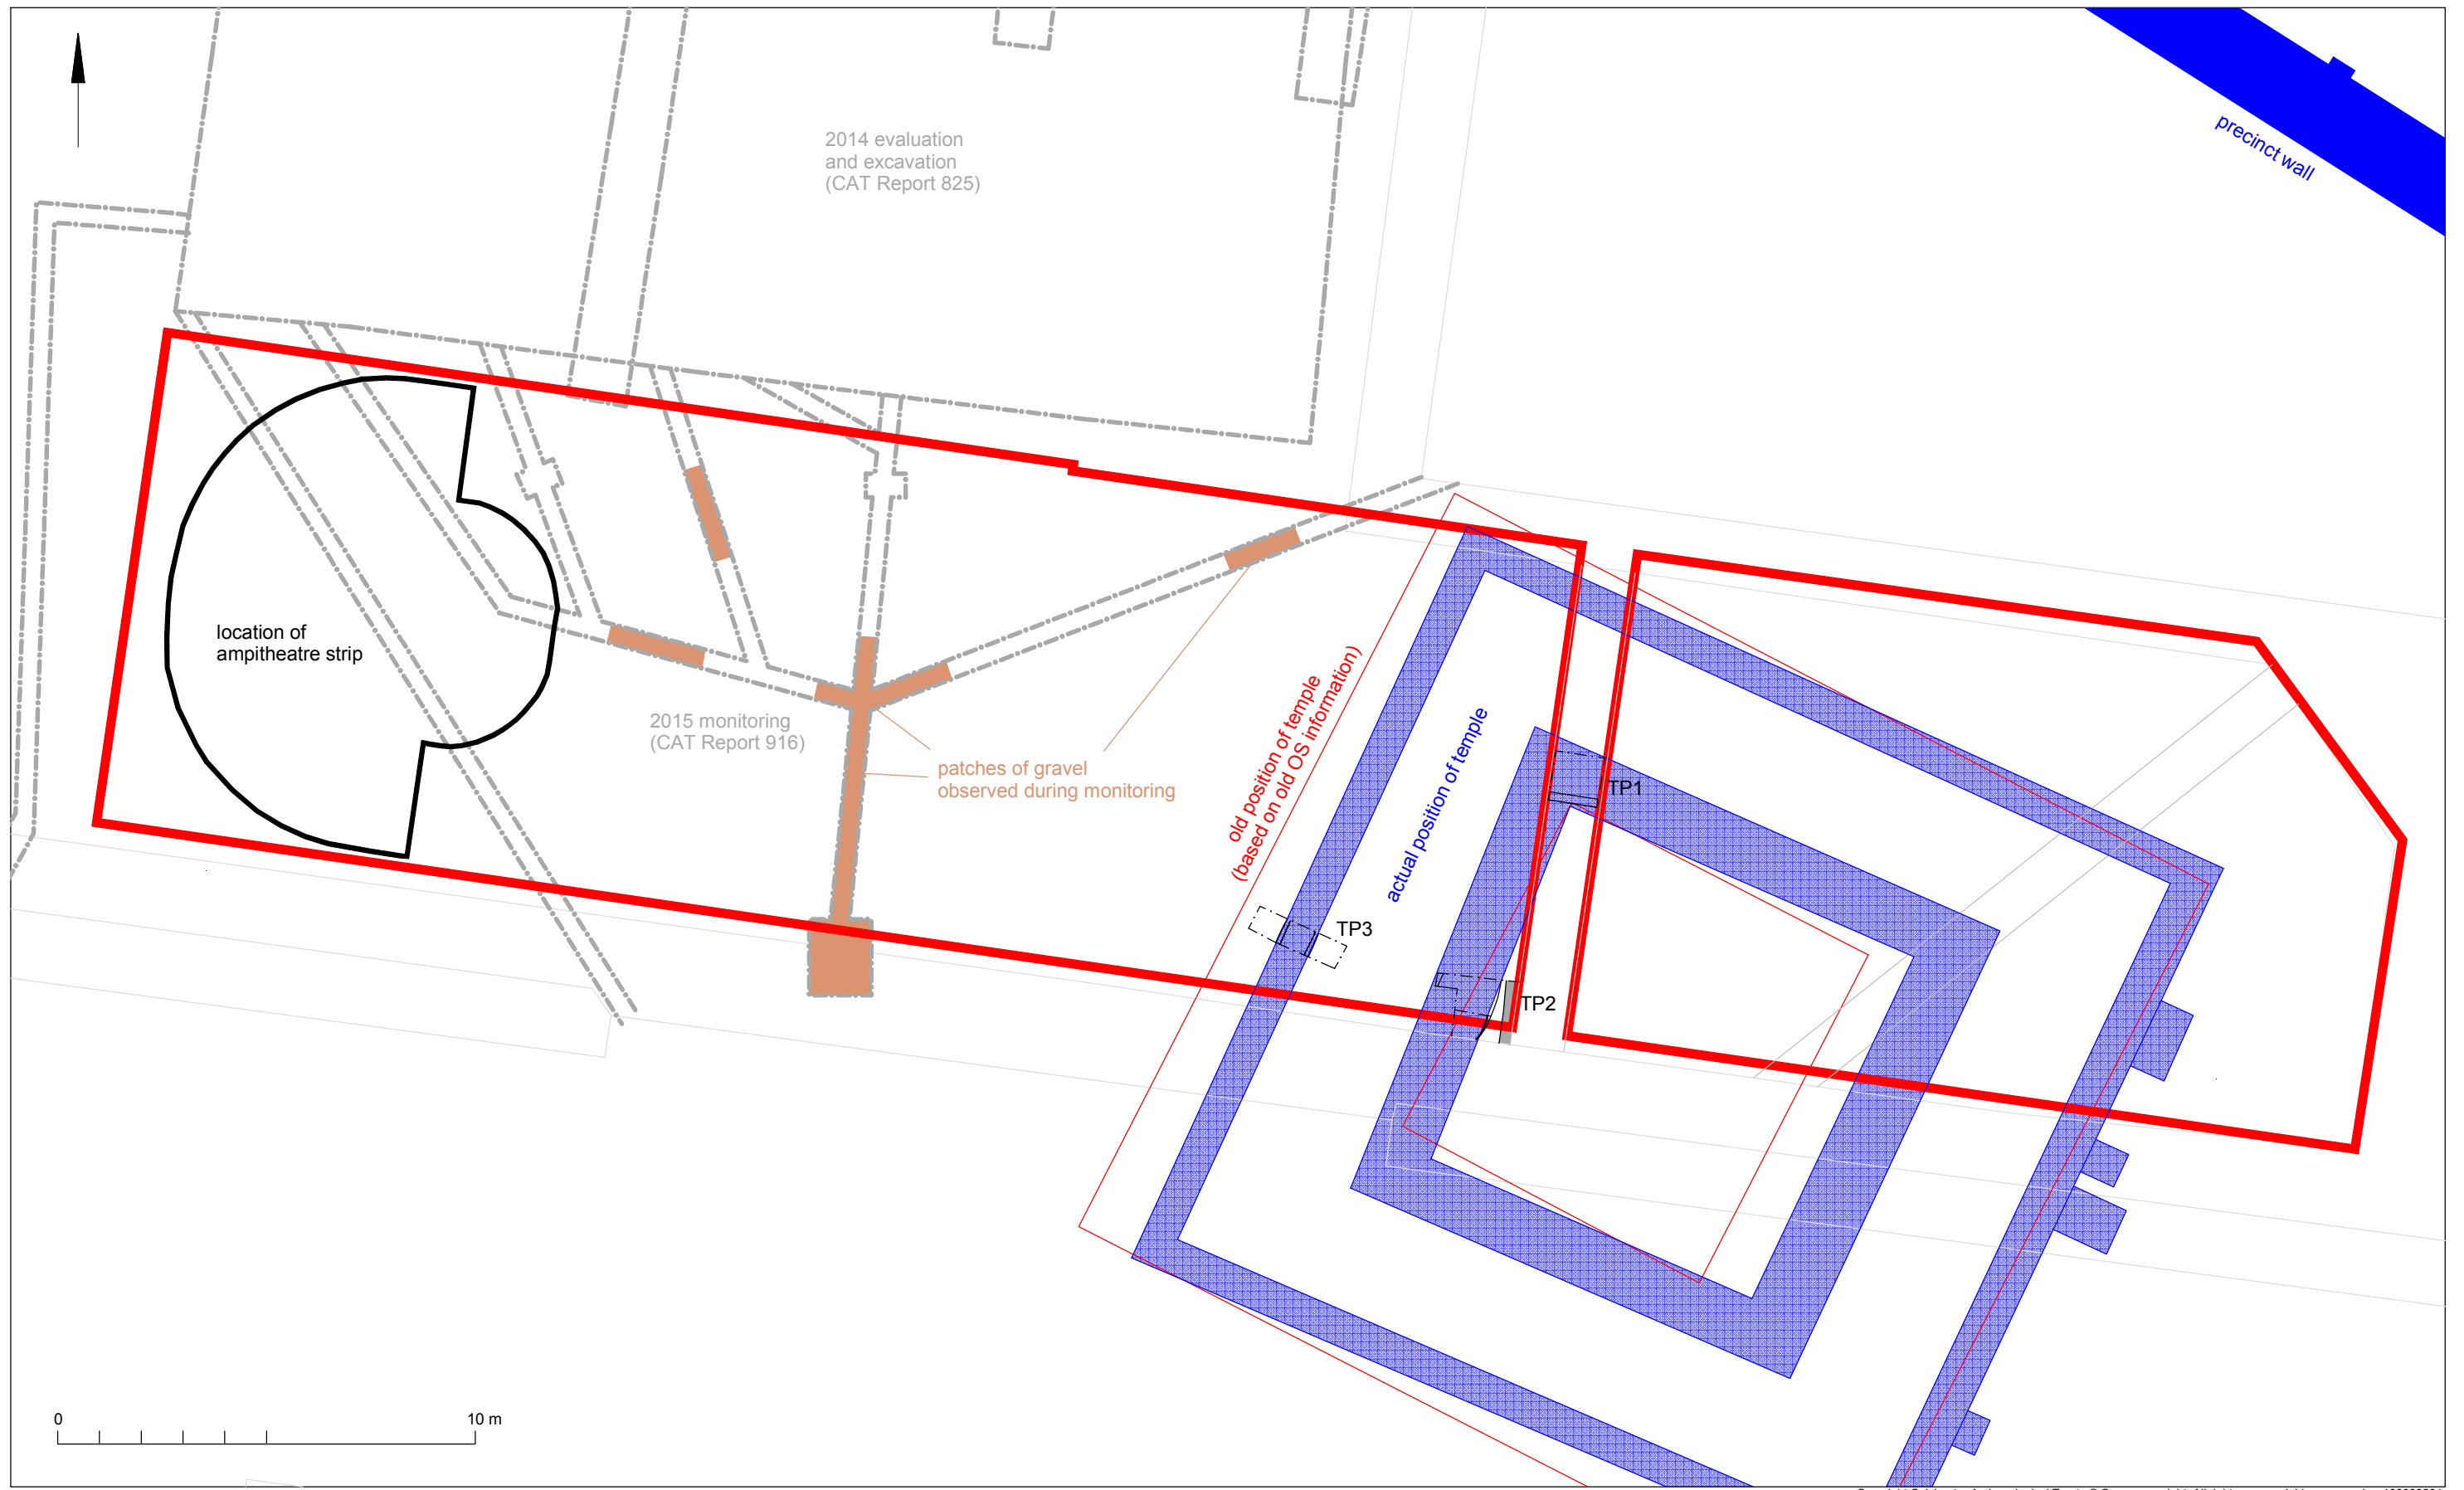 2014 evaluation
and excavation
(CAT Report 825)
precinct wall
location of
ampitheatre strip
2015 monitoring
(CAT Report 916)
patches of gravel
observed during monitoring
old position of temple
(based on old OS information)
actual position of temple
TP1
TP3
TP2
0
10 m